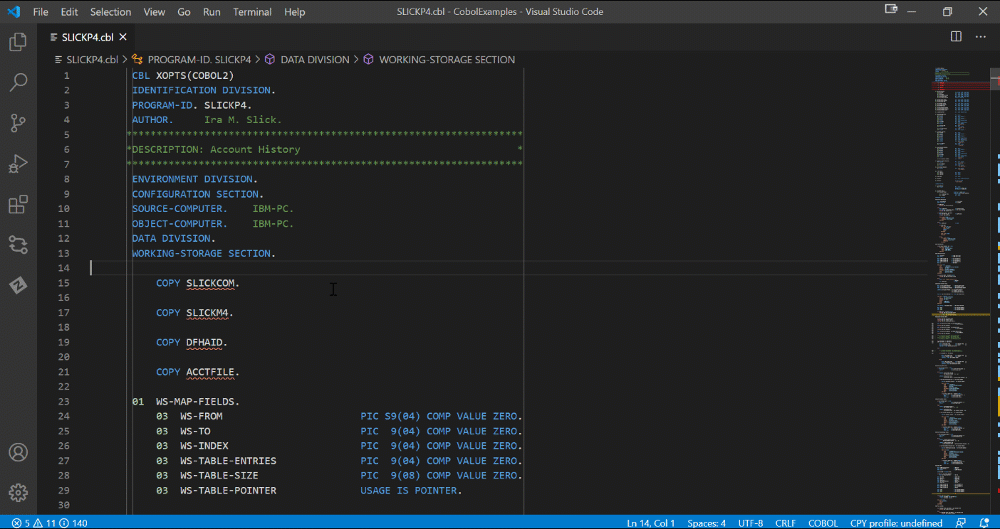 File Edit Selection View Go Run Terminal Help SLICKP4.cbl - CobolExamples - Visual Studio Code
SLICKP4.cbl
SLICKP4.cbl > PROGRAM-ID. SLICKP4 > DATA DIVISION > WORKING-STORAGE SECTION
1 CBL XOPTS(COBOL2)
2 IDENTIFICATION DIVISION.
3 PROGRAM-ID. SLICKP4.
4 AUTHOR. Ira M. Slick.
5 ******************************************************************
6 *DESCRIPTION: Account History *
7 ******************************************************************
8 ENVIRONMENT DIVISION.
9 CONFIGURATION SECTION.
10 SOURCE-COMPUTER. IBM-PC.
11 OBJECT-COMPUTER. IBM-PC.
12 DATA DIVISION.
13 WORKING-STORAGE SECTION.
14
15 COPY SLICKCOM.
16
17 COPY SLICKM4.
18
19 COPY DFHAID.
20
21 COPY ACCTFILE.
22
23 01 WS-MAP-FIELDS.
24 03 WS-FROM PIC S9(04) COMP VALUE ZERO.
25 03 WS-TO PIC 9(04) COMP VALUE ZERO.
26 03 WS-INDEX PIC 9(04) COMP VALUE ZERO.
27 03 WS-TABLE-ENTRIES PIC 9(04) COMP VALUE ZERO.
28 03 WS-TABLE-SIZE PIC 9(08) COMP VALUE ZERO.
29 03 WS-TABLE-POINTER USAGE IS POINTER.
30
5 11 140 Ln 14, Col 1 Spaces: 4 UTF-8 CRLF COBOL CPY profile: undefined